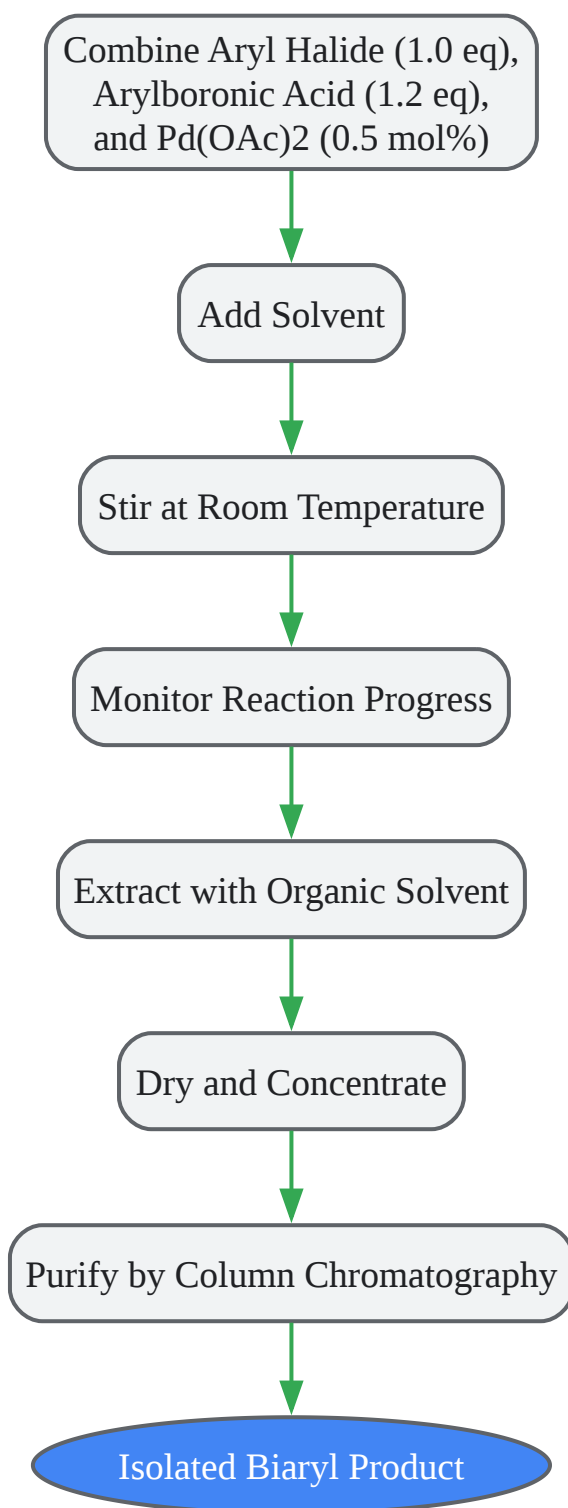 Combine Aryl Halide (1.0 eq),
Arylboronic Acid (1.2 eq),
and Pd(OAc)2 (0.5 mol%)
Add Solvent
Stir at Room Temperature
Monitor Reaction Progress
Extract with Organic Solvent
Dry and Concentrate
Purify by Column Chromatography
Isolated Biaryl Product